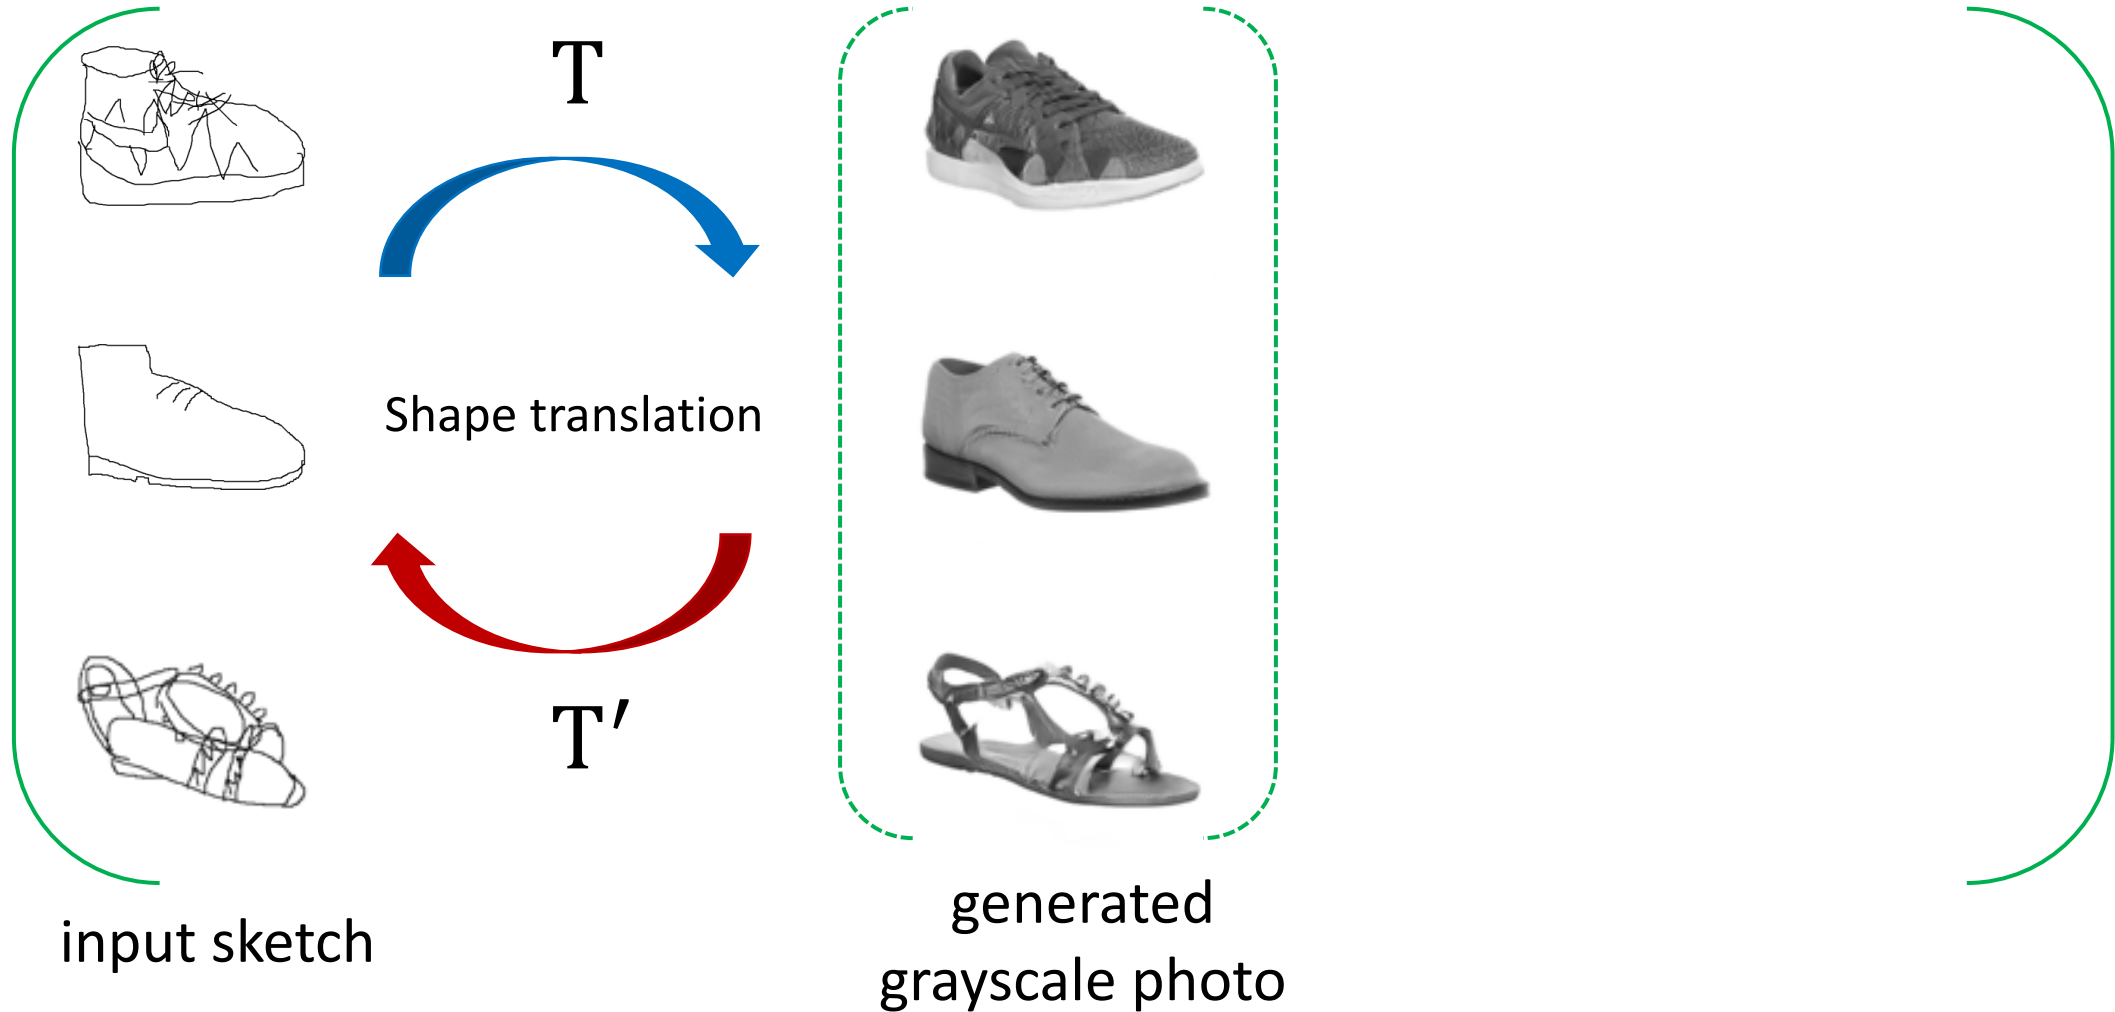 T
Shape translation
T′
input sketch
generated
grayscale photo